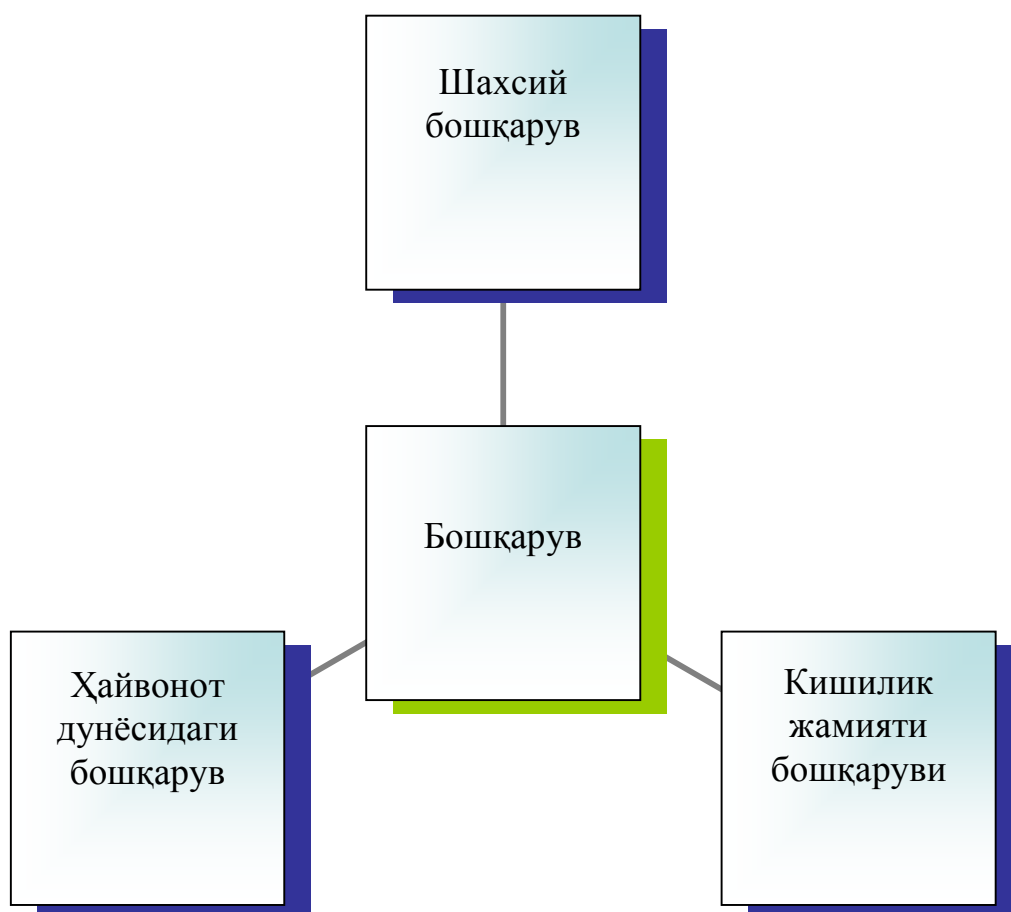 Шахсий
бошқарув
Бошқарув
Ҳайвонот
дунёсидаги
бошқарув
Кишилик
жамияти
бошқаруви